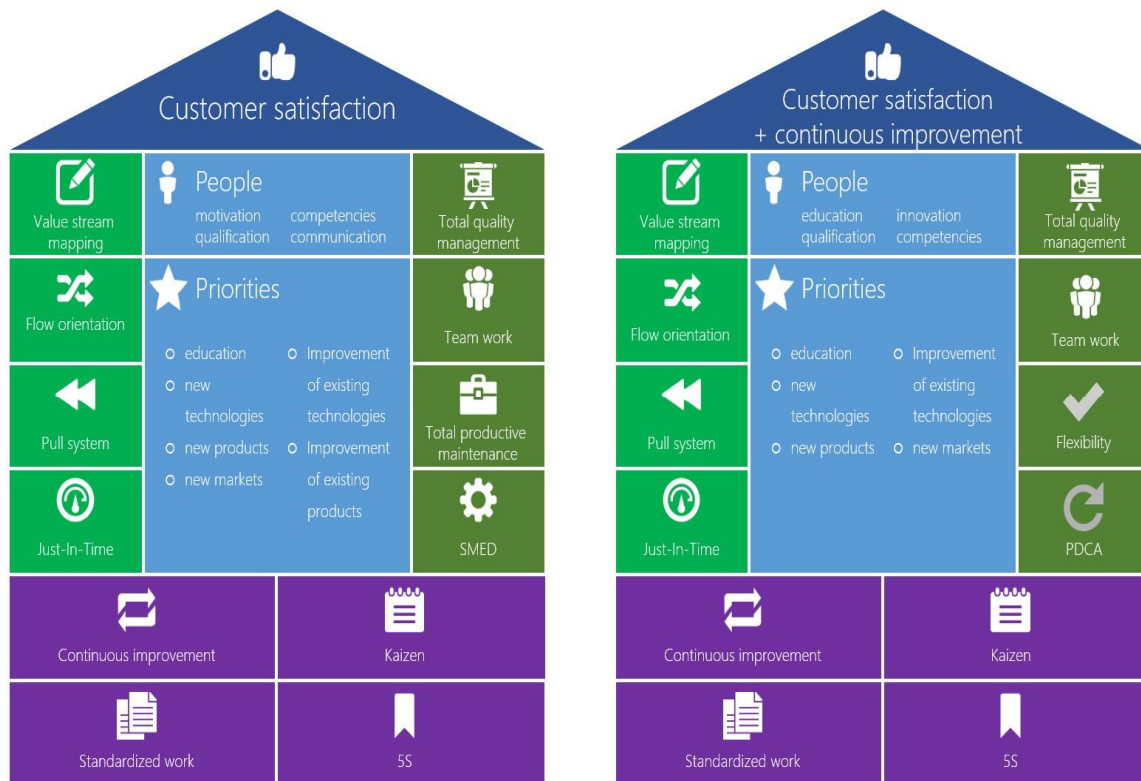 Customer satisfaction
Value stream
mapping
People
motivation competencies
qualification communication
Total quality
management
Flow orientation
Priorities
education
new
technologies
new products
new markets
Improvement
of existing
technologies
Improvement
of existing
products
Team work
Pull system
Total productive
maintenance
Just-In-Time
SMED
Continuous improvement
Kaizen
Standardized work
5S
Customer satisfaction
+ continuous improvement
Value stream
mapping
People
education innovation
qualification competencies
Total quality
management
Flow orientation
Priorities
education
new
technologies
new products
Improvement
of existing
technologies
new markets
Team work
Pull system
Flexibility
Just-In-Time
PDCA
Continuous improvement
Kaizen
Standardized work
5S